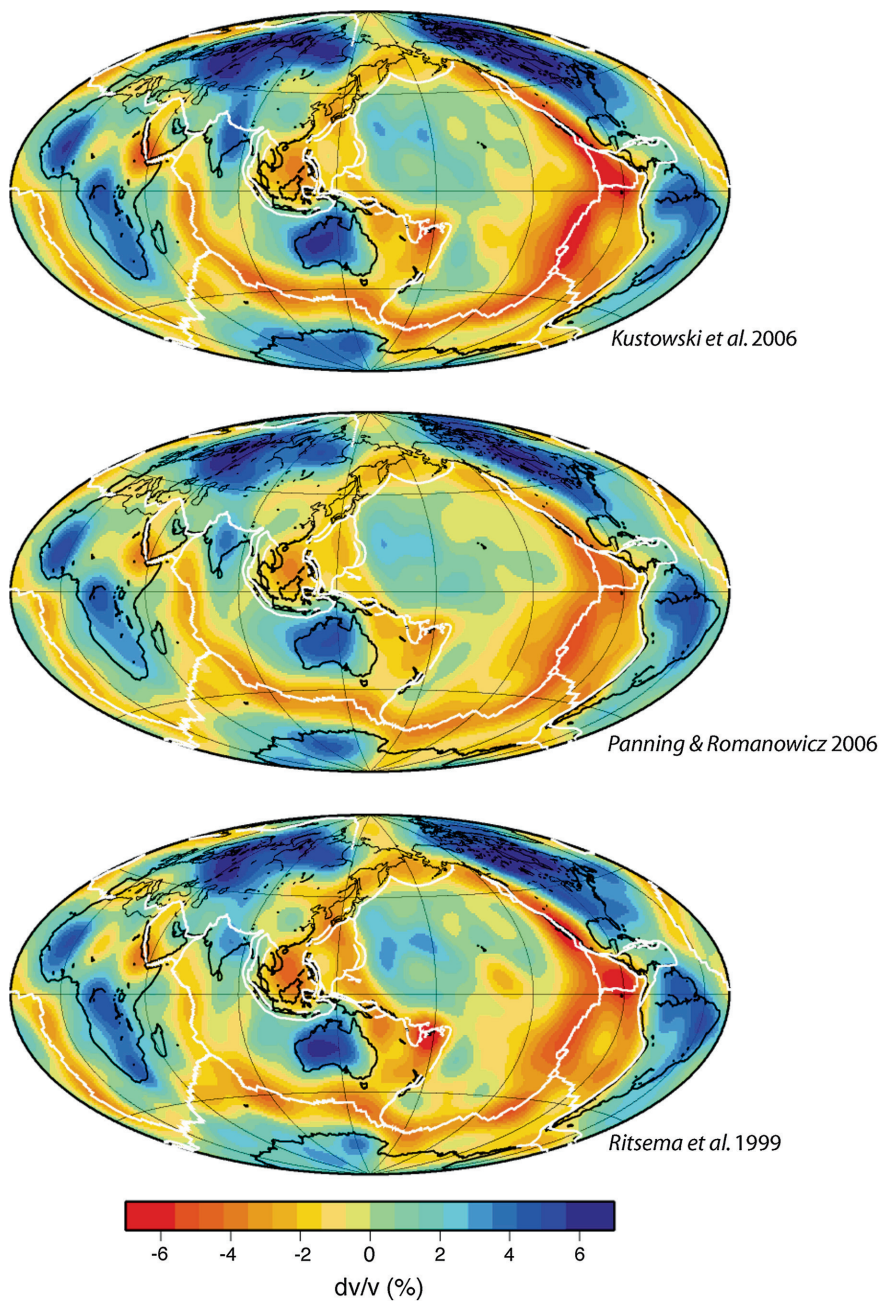 Kustowski et al. 2006
Panning & Romanowicz 2006
Ritsema et al. 1999
-6 -4 -2 0 2 4 6
dv/v (%)